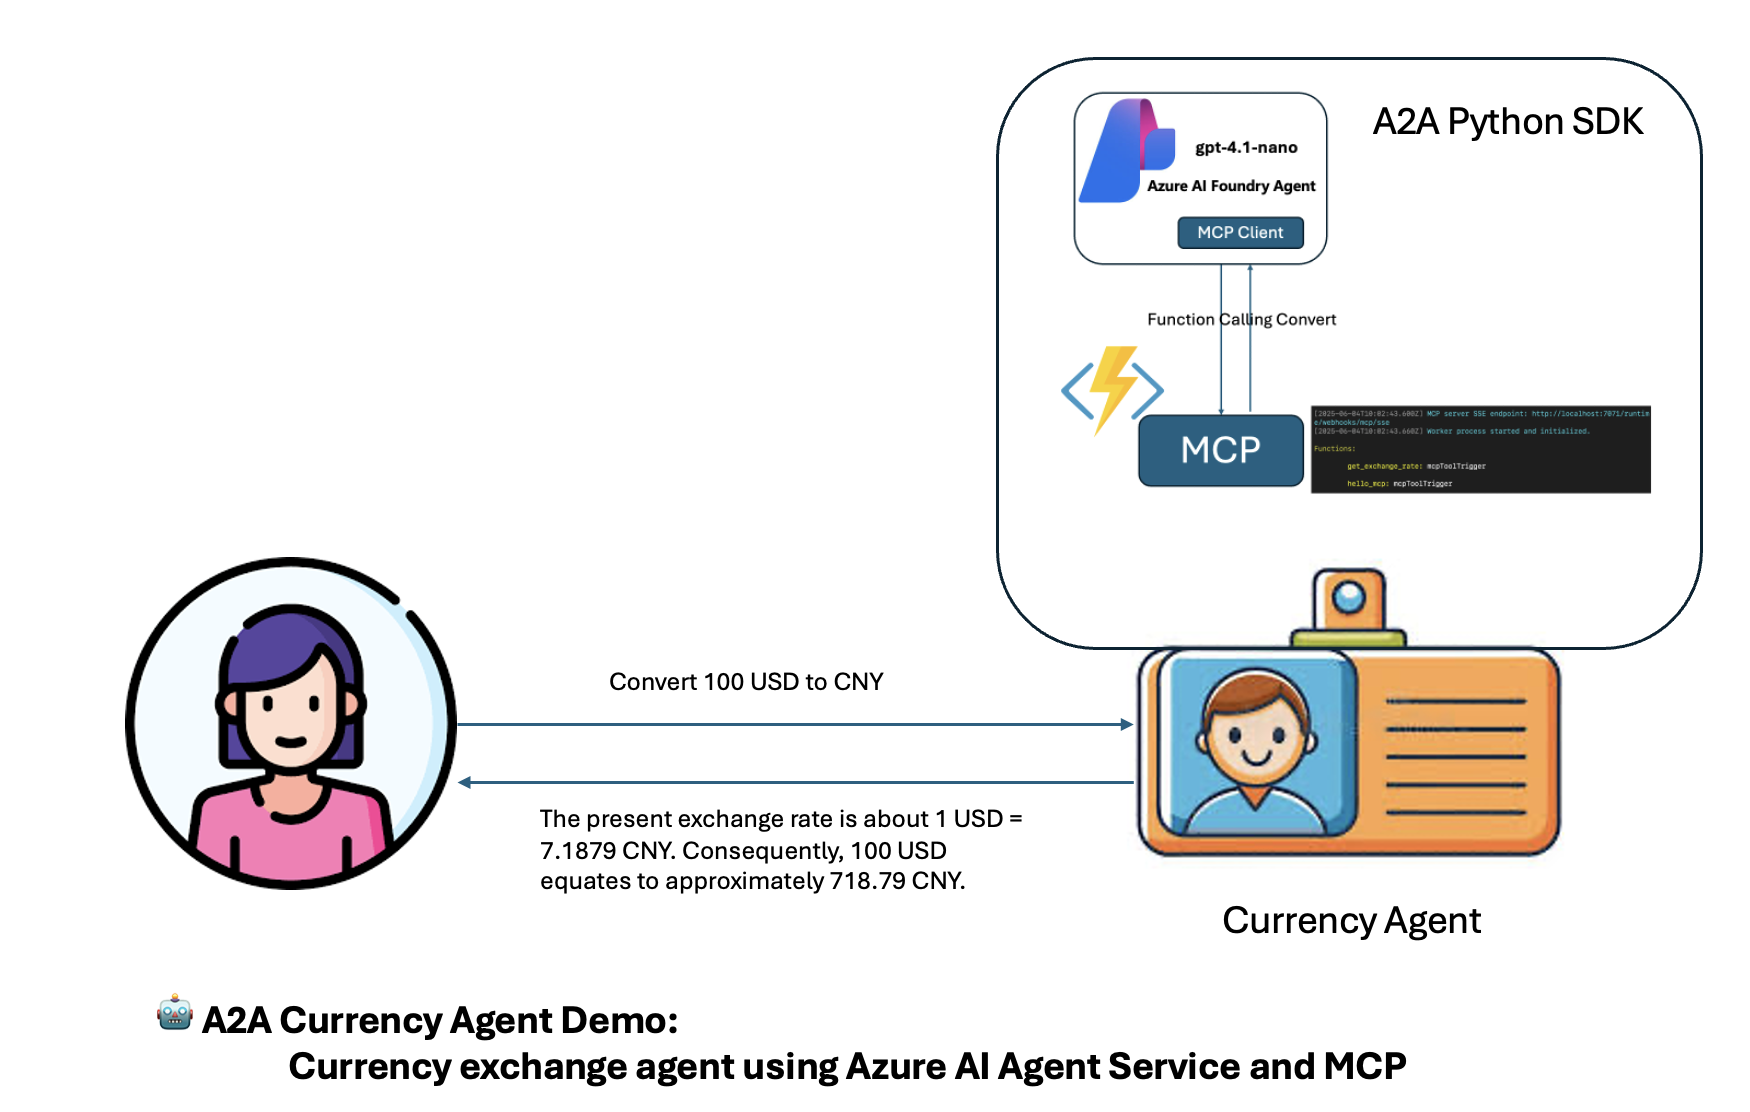 A2A Python SDK
gpt-4.1-nano
Azure AI Foundry Agent
MCP Client
Function Calling Convert
MCP
[2025-06-04T10:02:43.600Z] MCP server SSE endpoint: http://localhost:7071/runtim
e/webhooks/mcp/sse
[2025-06-04T10:02:43.660Z] Worker process started and initialized.
Functions:
get_exchange_rate: mcpToolTrigger
hello_mcp: mcpToolTrigger
Convert 100 USD to CNY
The present exchange rate is about 1 USD =
7.1879 CNY. Consequently, 100 USD
equates to approximately 718.79 CNY.
Currency Agent
A2A Currency Agent Demo:
Currency exchange agent using Azure AI Agent Service and MCP